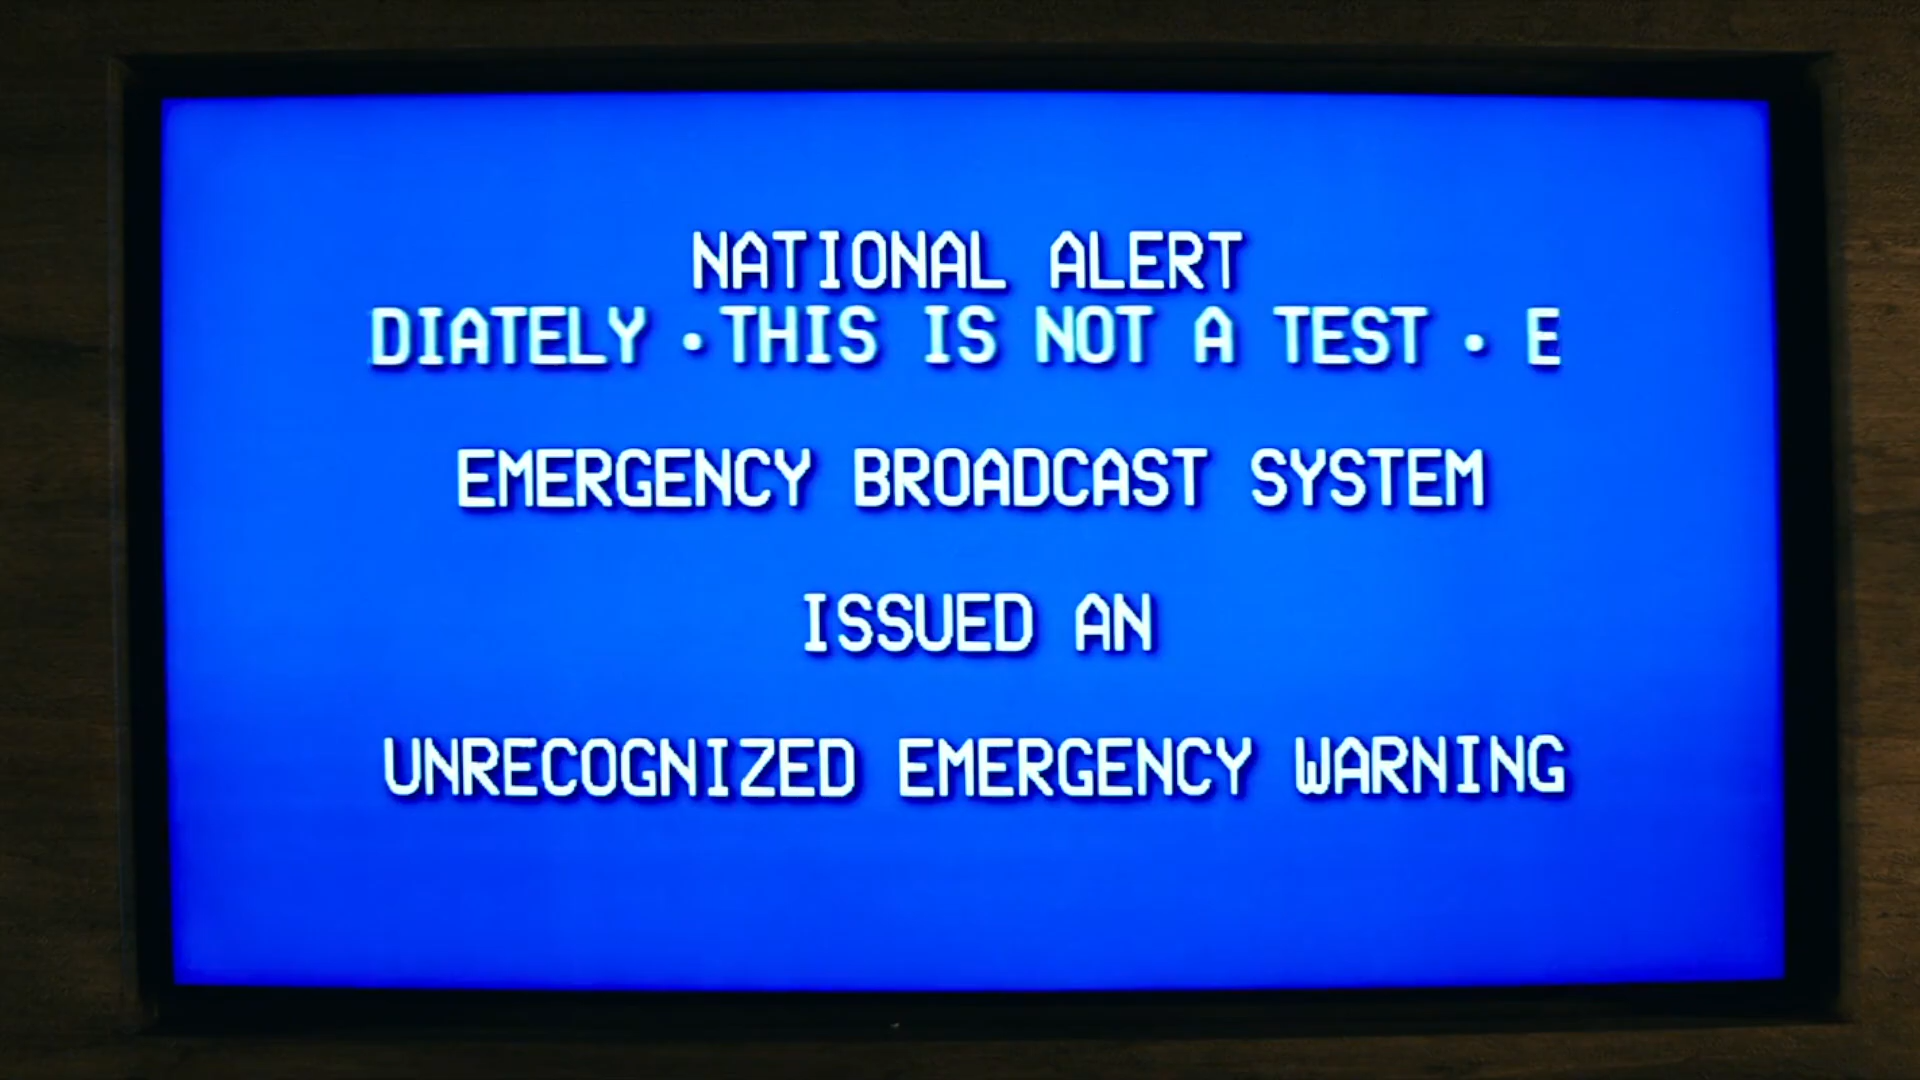 NATIONAL ALERT
DIATELY • THIS IS NOT A TEST • E
EMERGENCY BROADCAST SYSTEM
ISSUED AN
UNRECOGNIZED EMERGENCY WARNING